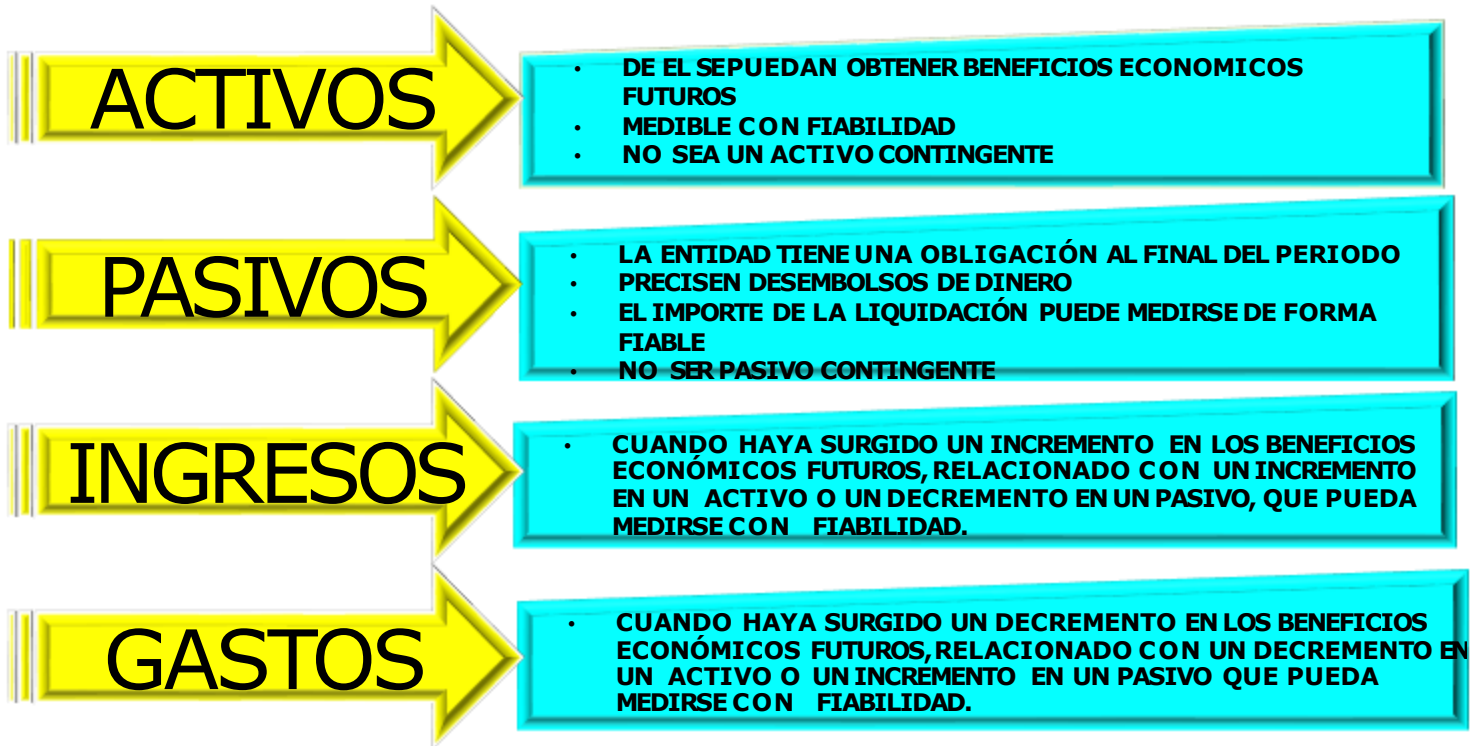 ACTIVOS
• DE EL SEPUEDAN OBTENER BENEFICIOS ECONOMICOS
FUTUROS
• MEDIBLE CON FIABILIDAD
• NO SEA UN ACTIVO CONTINGENTE
PASIVOS
• LA ENTIDAD TIENE UNA OBLIGACIÓN AL FINAL DEL PERIODO
• PRECISEN DESEMBOLSOS DE DINERO
• EL IMPORTE DE LA LIQUIDACIÓN PUEDE MEDIRSE DE FORMA
FIABLE
• NO SER PASIVO CONTINGENTE
INGRESOS
• CUANDO HAYA SURGIDO UN INCREMENTO EN LOS BENEFICIOS
ECONÓMICOS FUTUROS, RELACIONADO CON UN INCREMENTO
EN UN ACTIVO O UN DECREMENTO EN UN PASIVO, QUE PUEDA
MEDIRSE CON FIABILIDAD.
GASTOS
• CUANDO HAYA SURGIDO UN DECREMENTO EN LOS BENEFICIOS
ECONÓMICOS FUTUROS, RELACIONADO CON UN DECREMENTO EN
UN ACTIVO O UN INCREMENTO EN UN PASIVO QUE PUEDA
MEDIRSE CON FIABILIDAD.